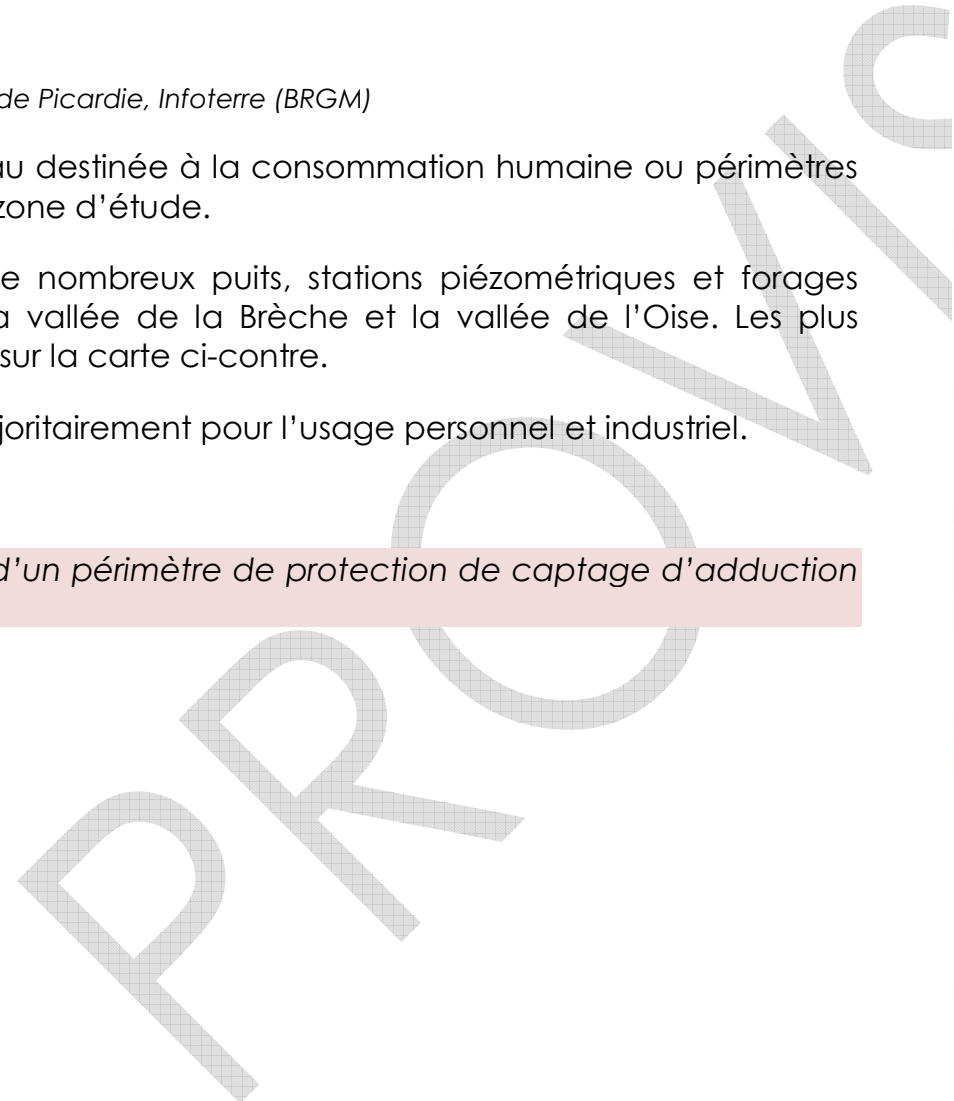 de Picardie, Infoterre (BRGM)
au destinée à la consommation humaine ou périmètres
zone d’étude.
e nombreux puits, stations piézométriques et forages
a vallée de la Brèche et la vallée de l’Oise. Les plus
sur la carte ci-contre.
joritairement pour l’usage personnel et industriel.
d’un périmètre de protection de captage d’adduction
PROVIS